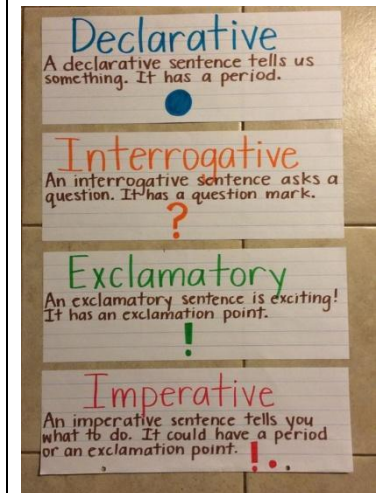 Declarative
A declarative sentence tells us
something. It has a period.
Interrogative
An interrogative sentence asks a
question. It has a question mark.
?
Exclamatory
An exclamatory sentence is exciting!
It has an exclamation point.
!
Imperative
An imperative sentence tells you
what to do. It could have a period
or an exclamation point. ! .